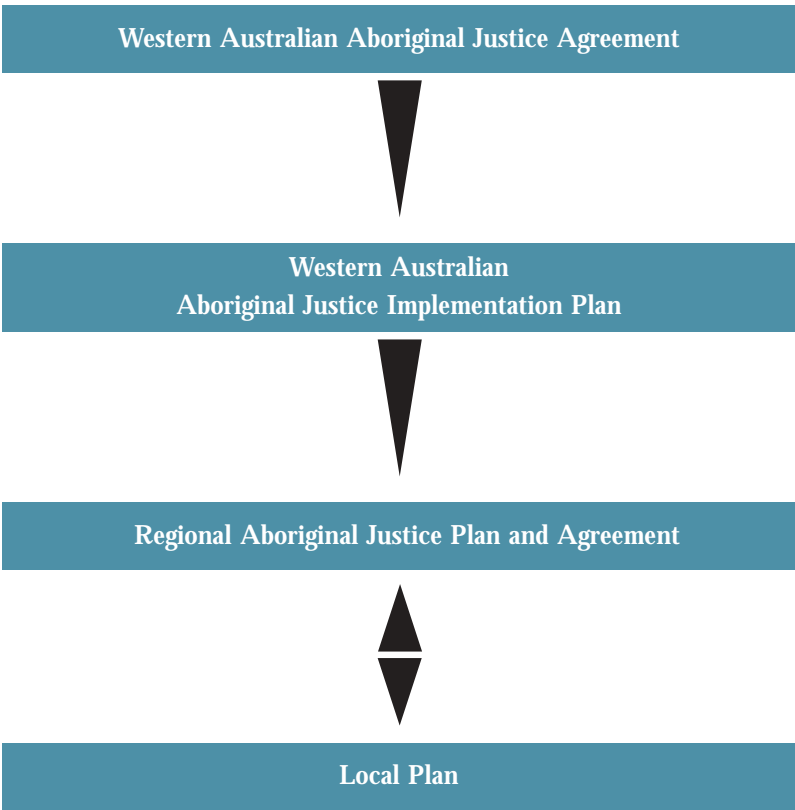 Western Australian Aboriginal Justice Agreement
Western Australian
Aboriginal Justice Implementation Plan
Regional Aboriginal Justice Plan and Agreement
Local Plan